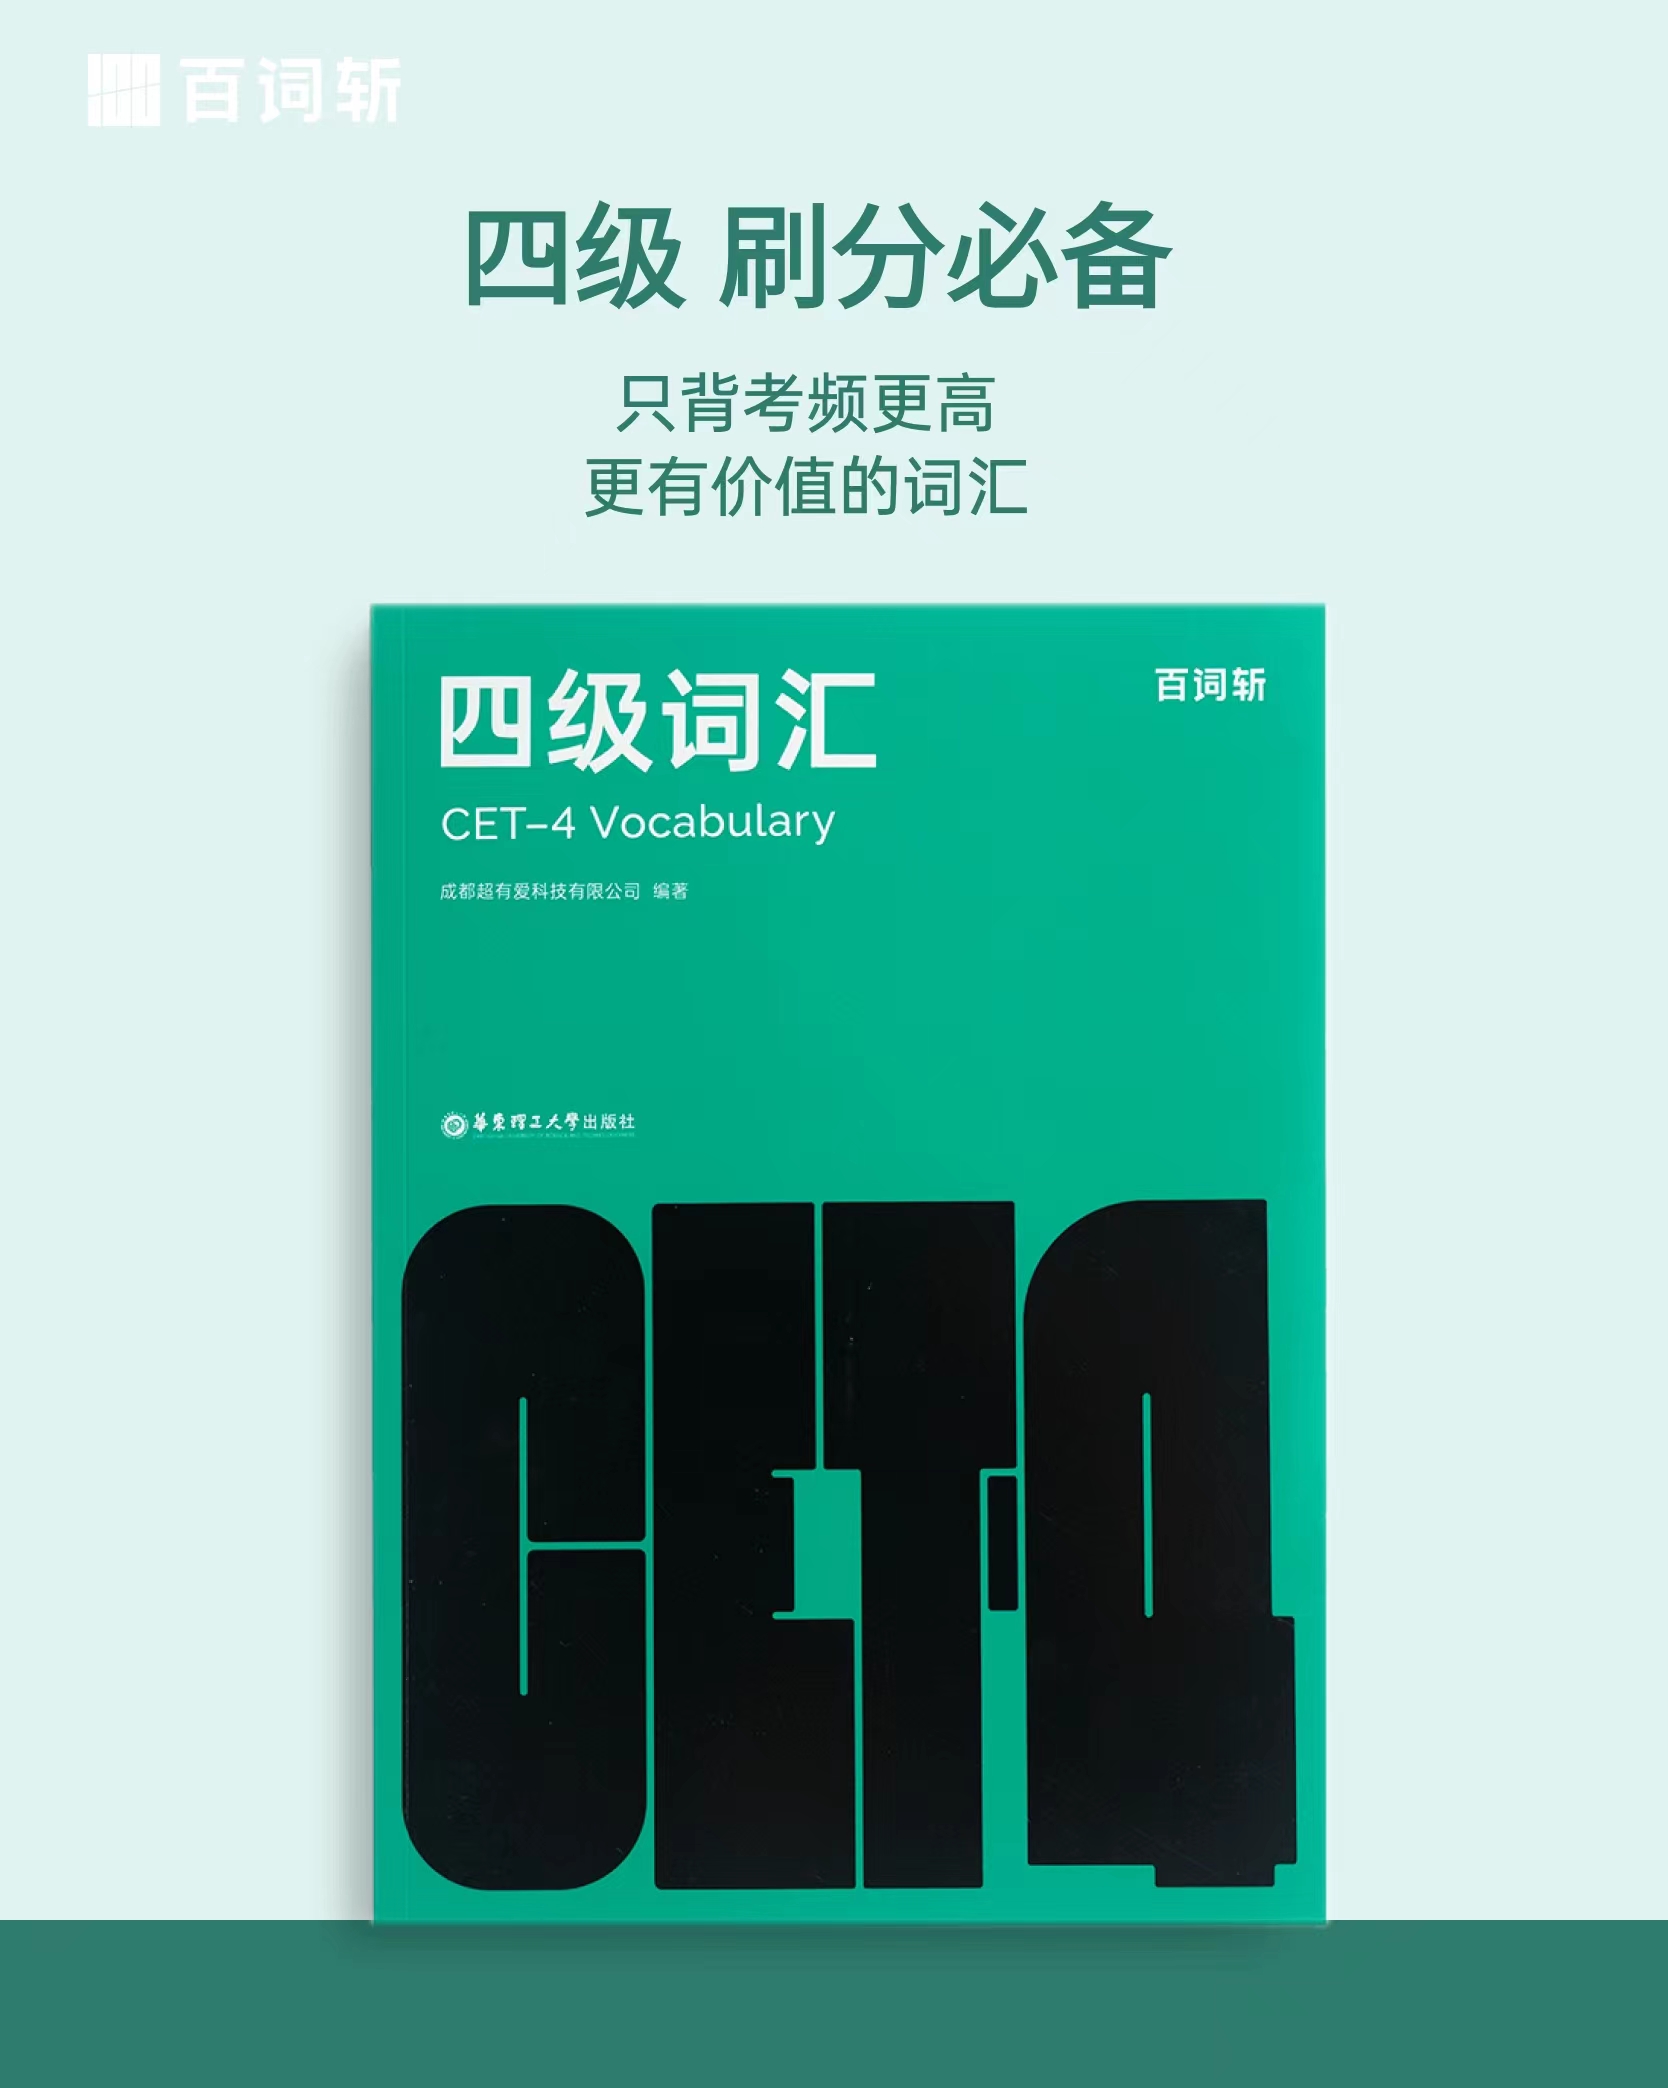 百词斩
四级 刷分必备
只背考频更高
更有价值的词汇
四级词汇
百词斩
CET-4 Vocabulary
成都超有爱科技有限公司 编著
華東理工大學出版社
CET4